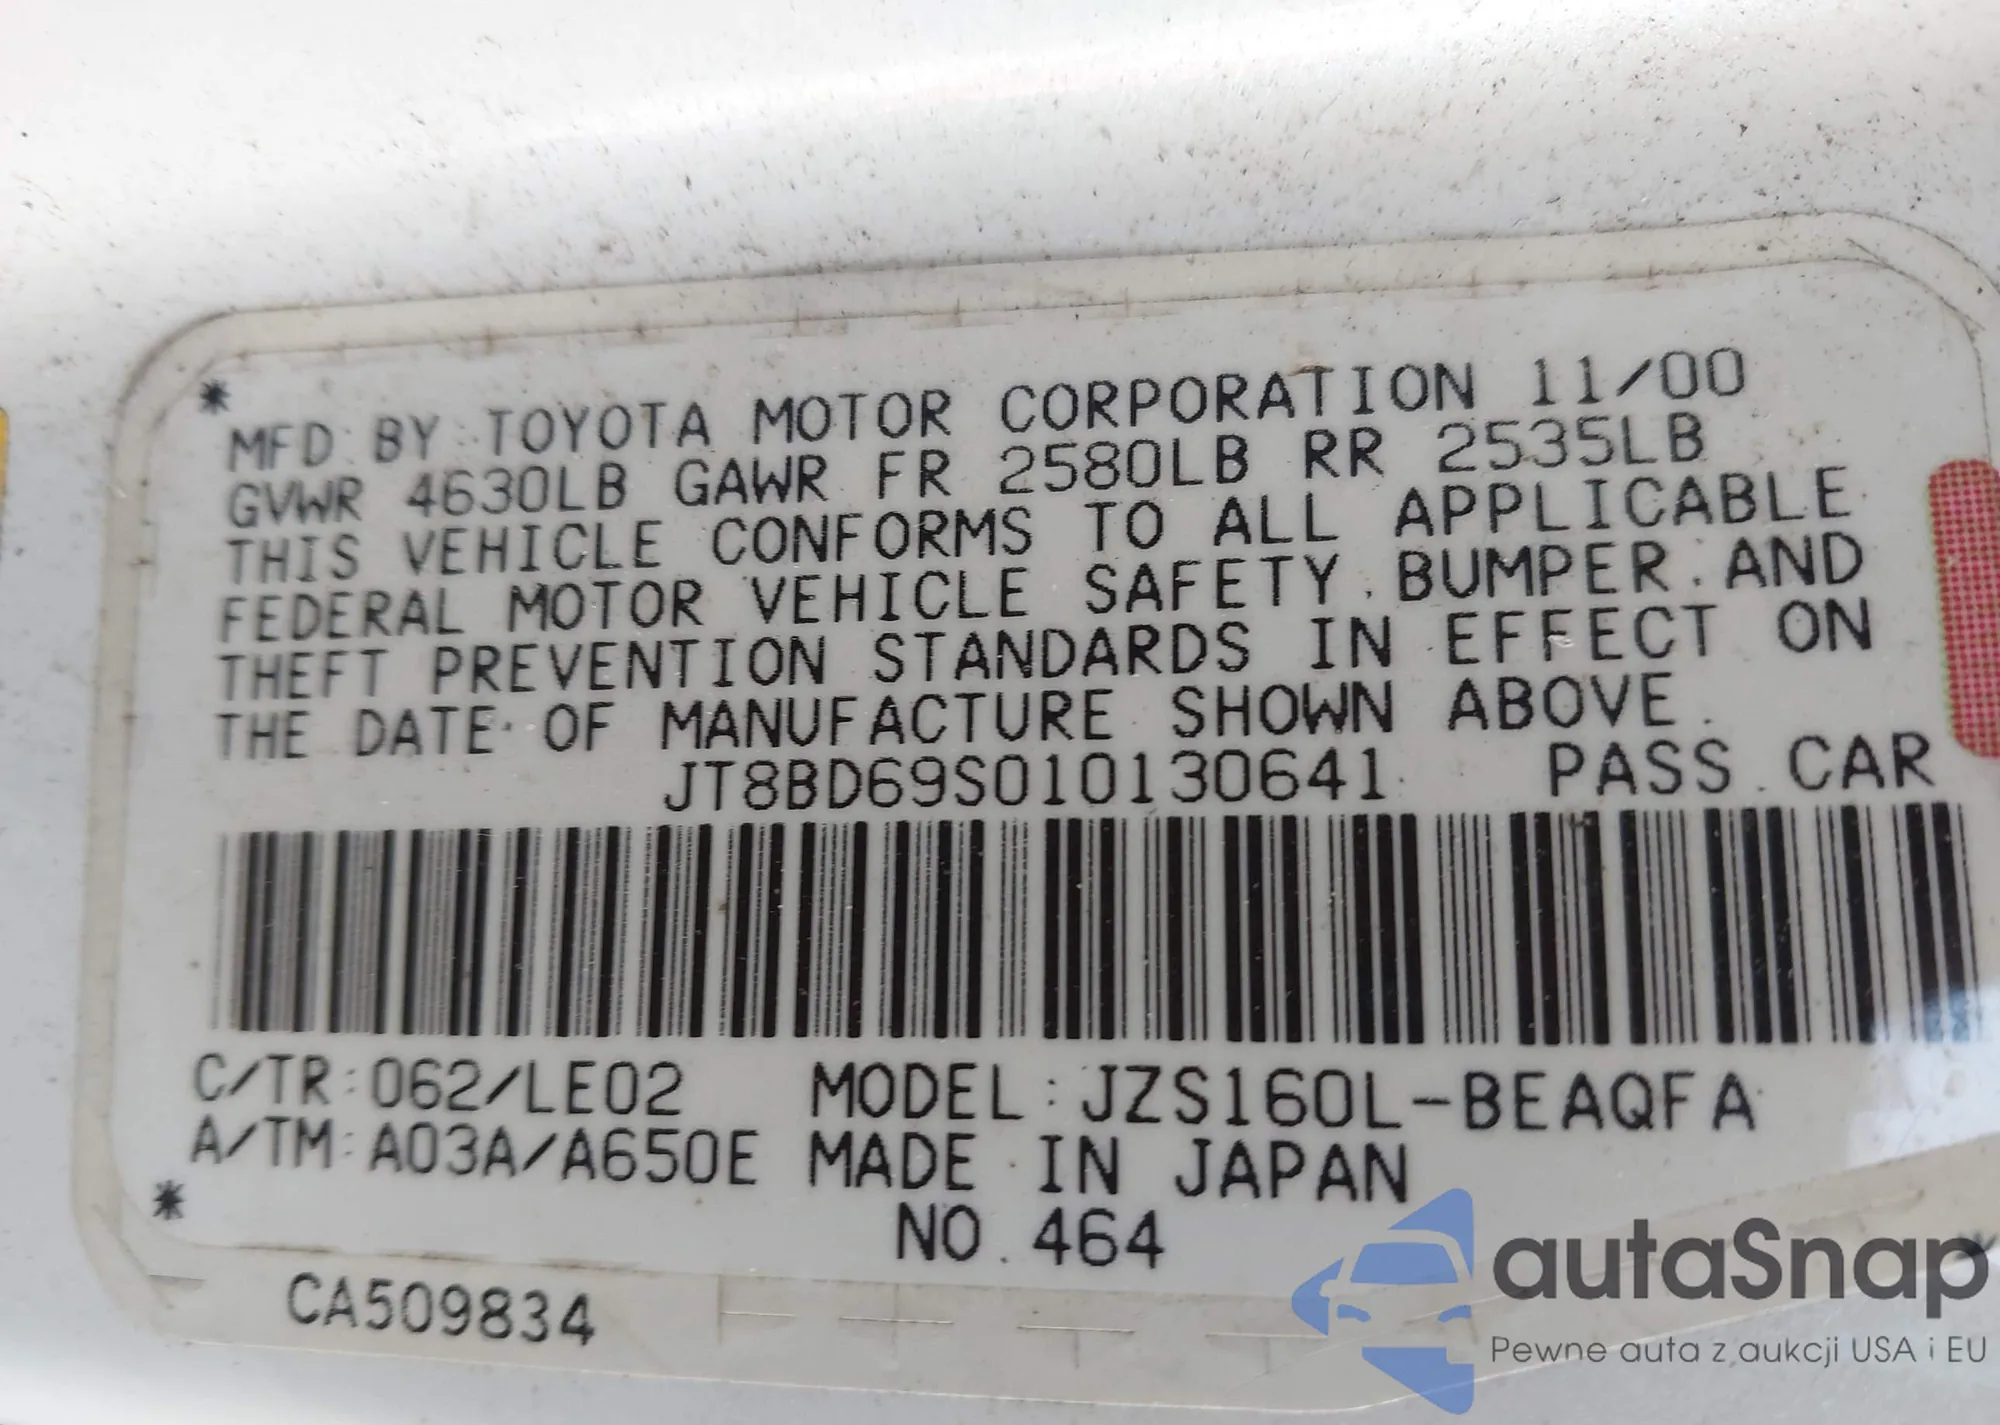 * MFD. BY: TOYOTA MOTOR CORPORATION 11/00
GVWR 4630LB GAWR FR 2580LB RR 2535LB
THIS VEHICLE CONFORMS TO ALL APPLICABLE
FEDERAL MOTOR VEHICLE SAFETY, BUMPER, AND
THEFT PREVENTION STANDARDS IN EFFECT ON
THE DATE OF MANUFACTURE SHOWN ABOVE.
JT8BD69S010130641 PASS. CAR
C/TR: 062/LE02 MODEL: JZS160L-BEAQFA
A/TM: A03A/A650E MADE IN JAPAN
* NO. 464 *
CA509834
autaSnap
Pewne auta z aukcji USA i EU